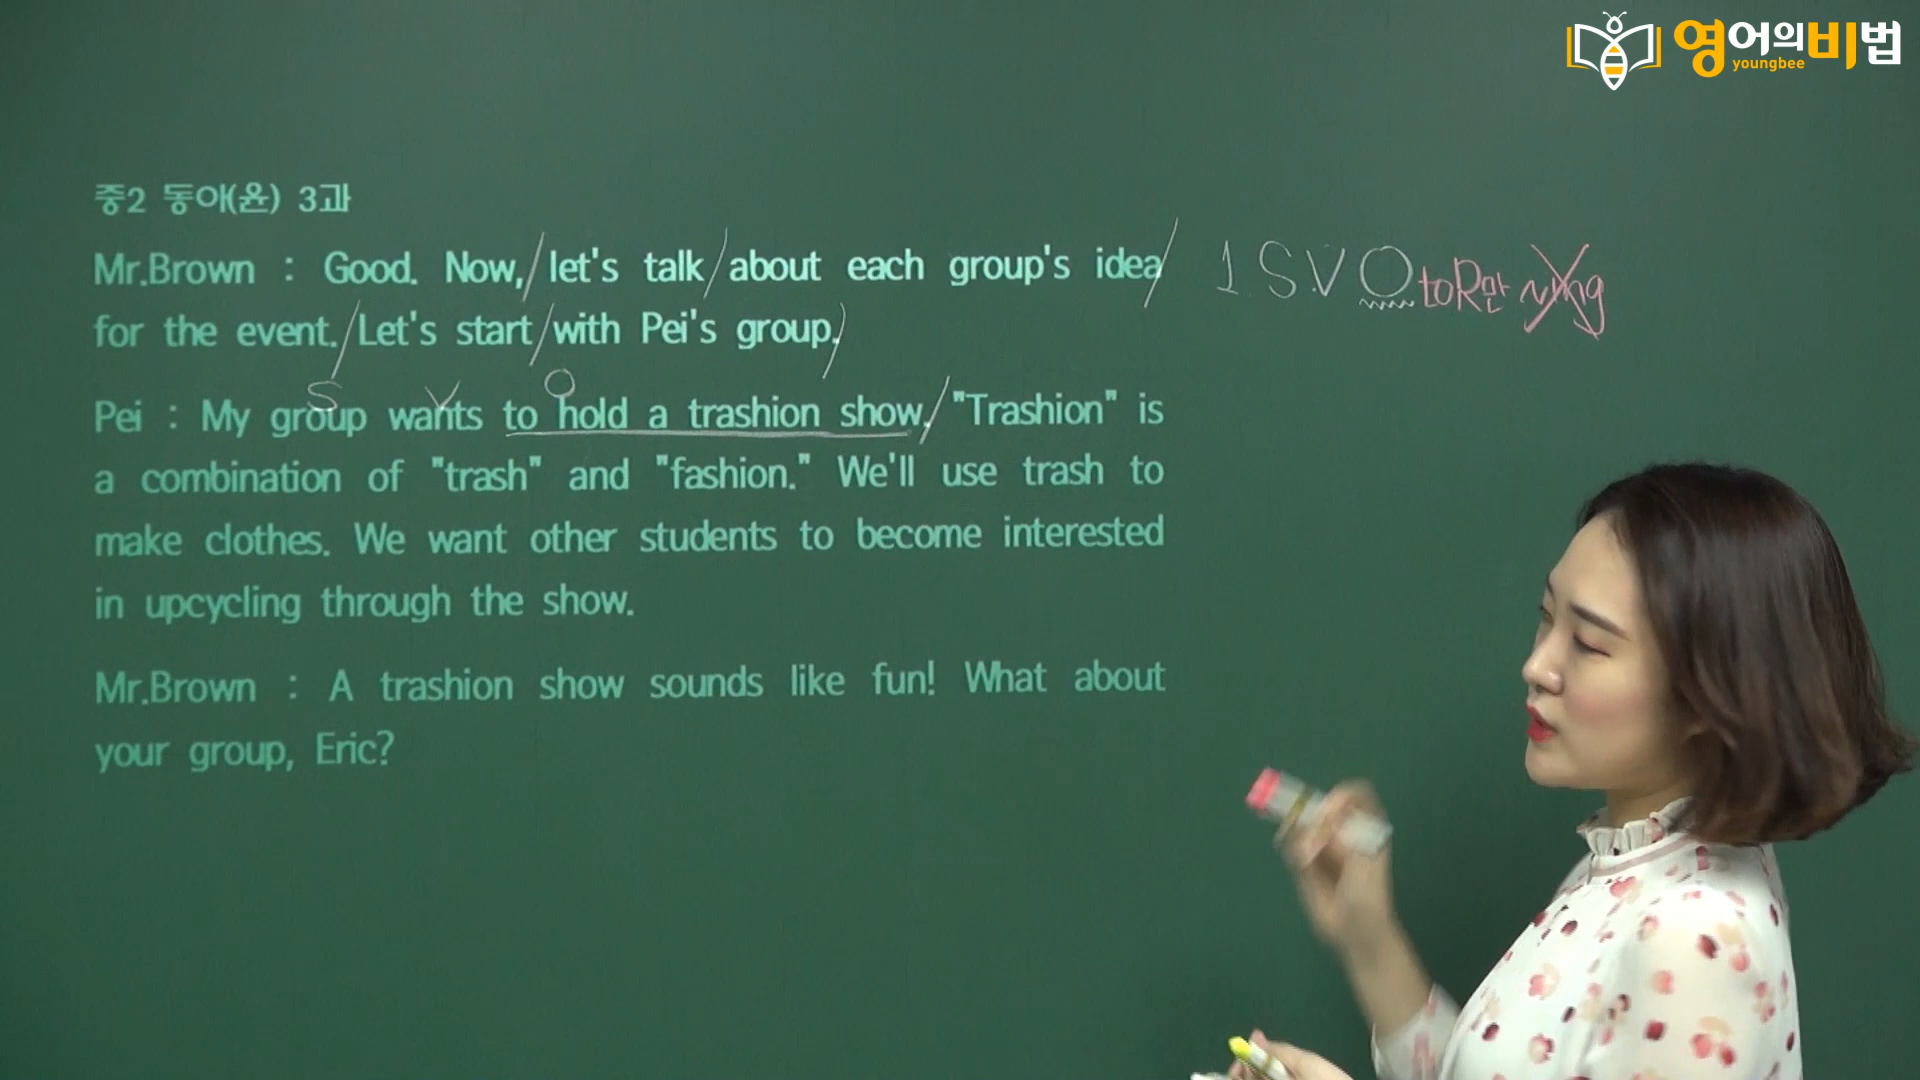 영어의비법
youngbee
중2 동아(윤) 3과
Mr.Brown : Good. Now, let's talk about each group's idea
for the event. Let's start with Pei's group.
1 S V O toR만 ~ing
S V O
Pei : My group wants to hold a trashion show. "Trashion" is
a combination of "trash" and "fashion." We'll use trash to
make clothes. We want other students to become interested
in upcycling through the show.
Mr.Brown : A trashion show sounds like fun! What about
your group, Eric?